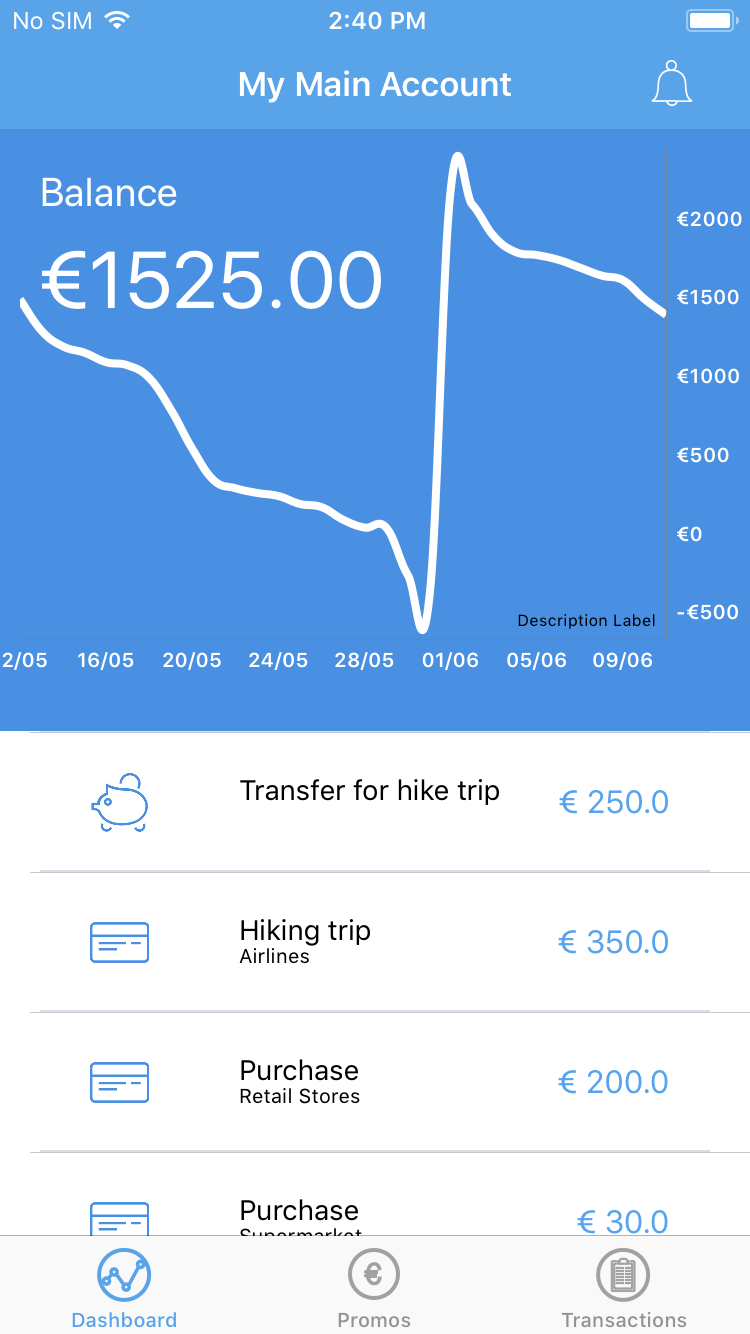 No SIM 2:40 PM
My Main Account
Balance
€1525.00
€2000
€1500
€1000
€500
€0
-€500
Description Label
2/05 16/05 20/05 24/05 28/05 01/06 05/06 09/06
Transfer for hike trip € 250.0
Hiking trip
Airlines
€ 350.0
Purchase
Retail Stores
€ 200.0
Purchase
Supermarket
€ 30.0
Dashboard Promos Transactions